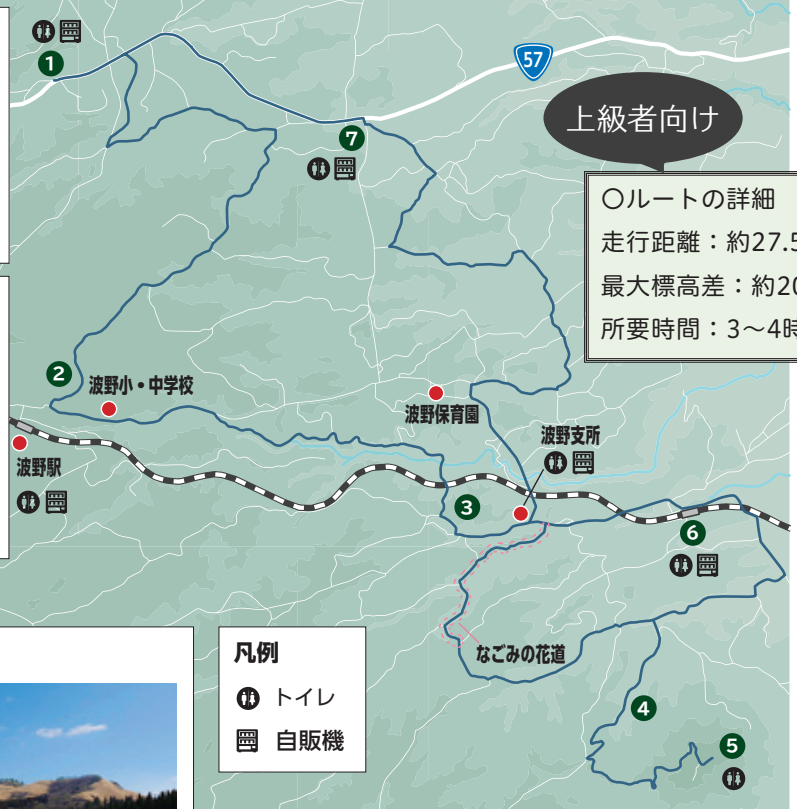 1
57
上級者向け
7
〇ルートの詳細
走行距離：約27.5
最大標高差：約20
所要時間：3～4時
2
波野小・中学校
波野保育園
波野支所
波野駅
3
6
なごみの花道
凡例
トイレ
自販機
4
5